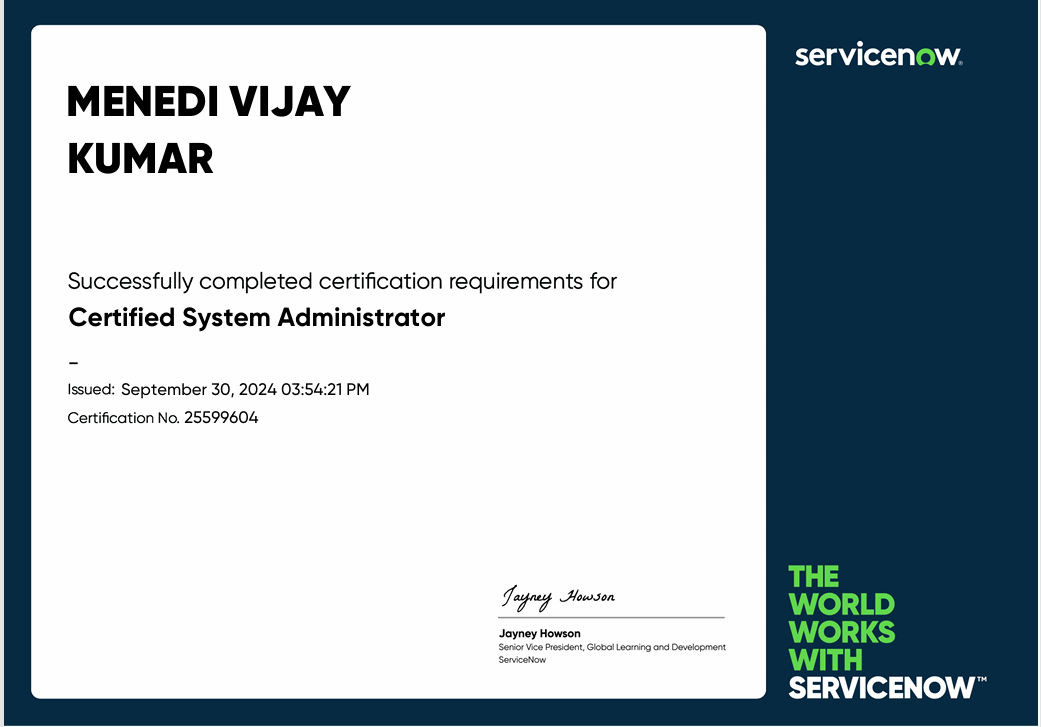 MENEDI VIJAY
KUMAR
Successfully completed certification requirements for
Certified System Administrator
–
Issued: September 30, 2024 03:54:21 PM
Certification No. 25599604
Jayney Howson
Jayney Howson
Senior Vice President, Global Learning and Development
ServiceNow
servicenow®
THE
WORLD
WORKS
WITH
SERVICENOW™